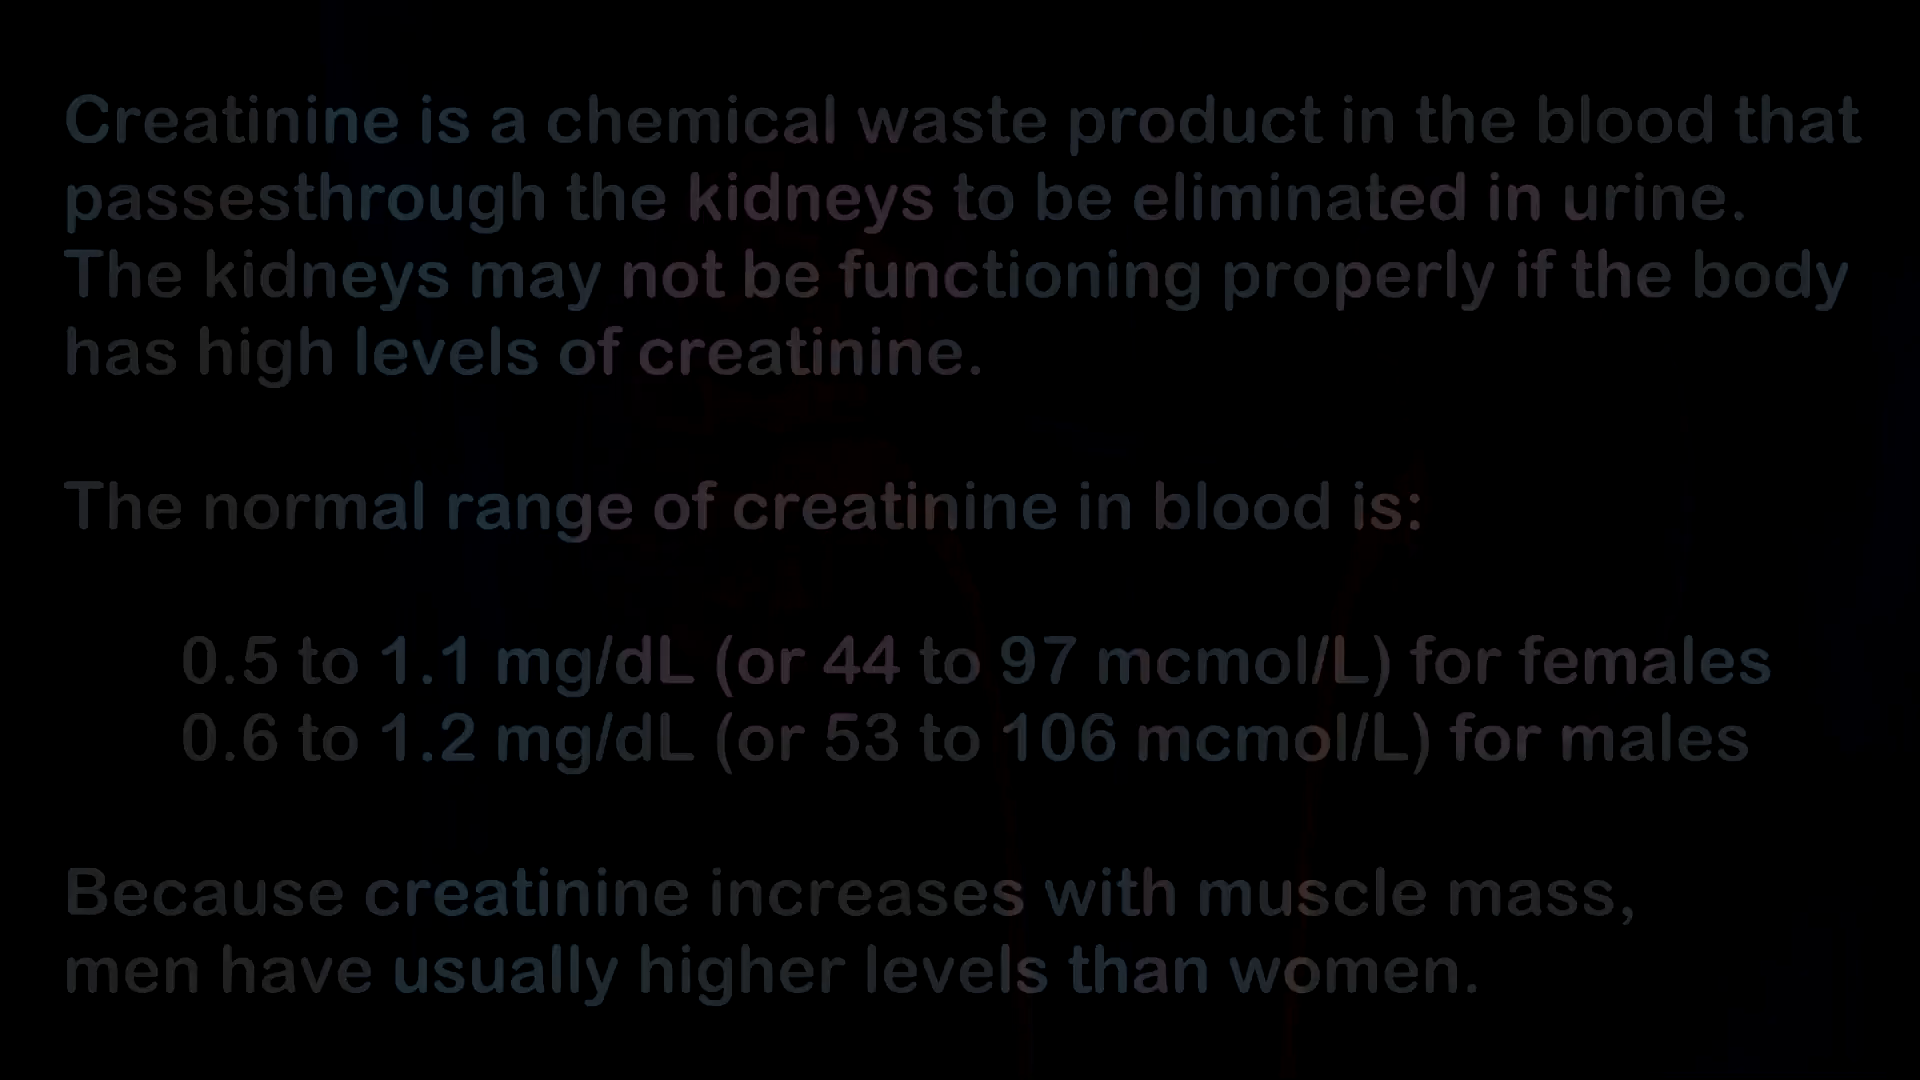 Creatinine is a chemical waste product in the blood that
passesthrough the kidneys to be eliminated in urine.
The kidneys may not be functioning properly if the body
has high levels of creatinine.
The normal range of creatinine in blood is:
0.5 to 1.1 mg/dL (or 44 to 97 mcmol/L) for females
0.6 to 1.2 mg/dL (or 53 to 106 mcmol/L) for males
Because creatinine increases with muscle mass,
men have usually higher levels than women.